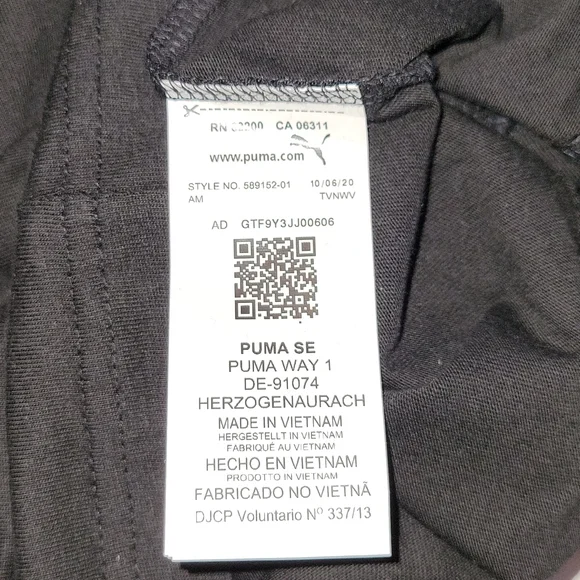 RN CA 06311
www.puma.com
STYLE NO. 589152-01 10/06/20
AM TVNWV
AD GTF9Y3JJ00606
PUMA SE
PUMA WAY 1
DE-91074
HERZOGENAURACH
MADE IN VIETNAM
HERGESTELLT IN VIETNAM
FABRIQUÉ AU VIETNAM
HECHO EN VIETNAM
PRODOTTO IN VIETNAM
FABRICADO NO VIETNÃ
DJCP Voluntario Nº 337/13